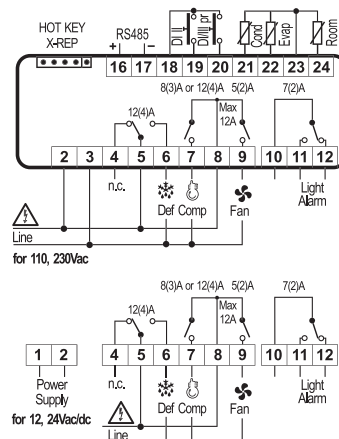 HOT KEY
X-REP
RS485
+ -
DI II
DI/II pr
Cond
Evap
Room
16 17 18 19 20 21 22 23 24
8(3)A or 12(4)A 5(2)A 7(2)A
12(4)A
Max
12A
2 3 4 5 6 7 8 9 10 11 12
n.c.
Def Comp
Fan
Light
Alarm
Line
for 110, 230Vac
8(3)A or 12(4)A 5(2)A 7(2)A
12(4)A
Max
12A
1 2 4 5 6 7 8 9 10 11 12
Power
Supply
n.c.
Def Comp
Fan
Light
Alarm
for 12, 24Vac/dc
Line